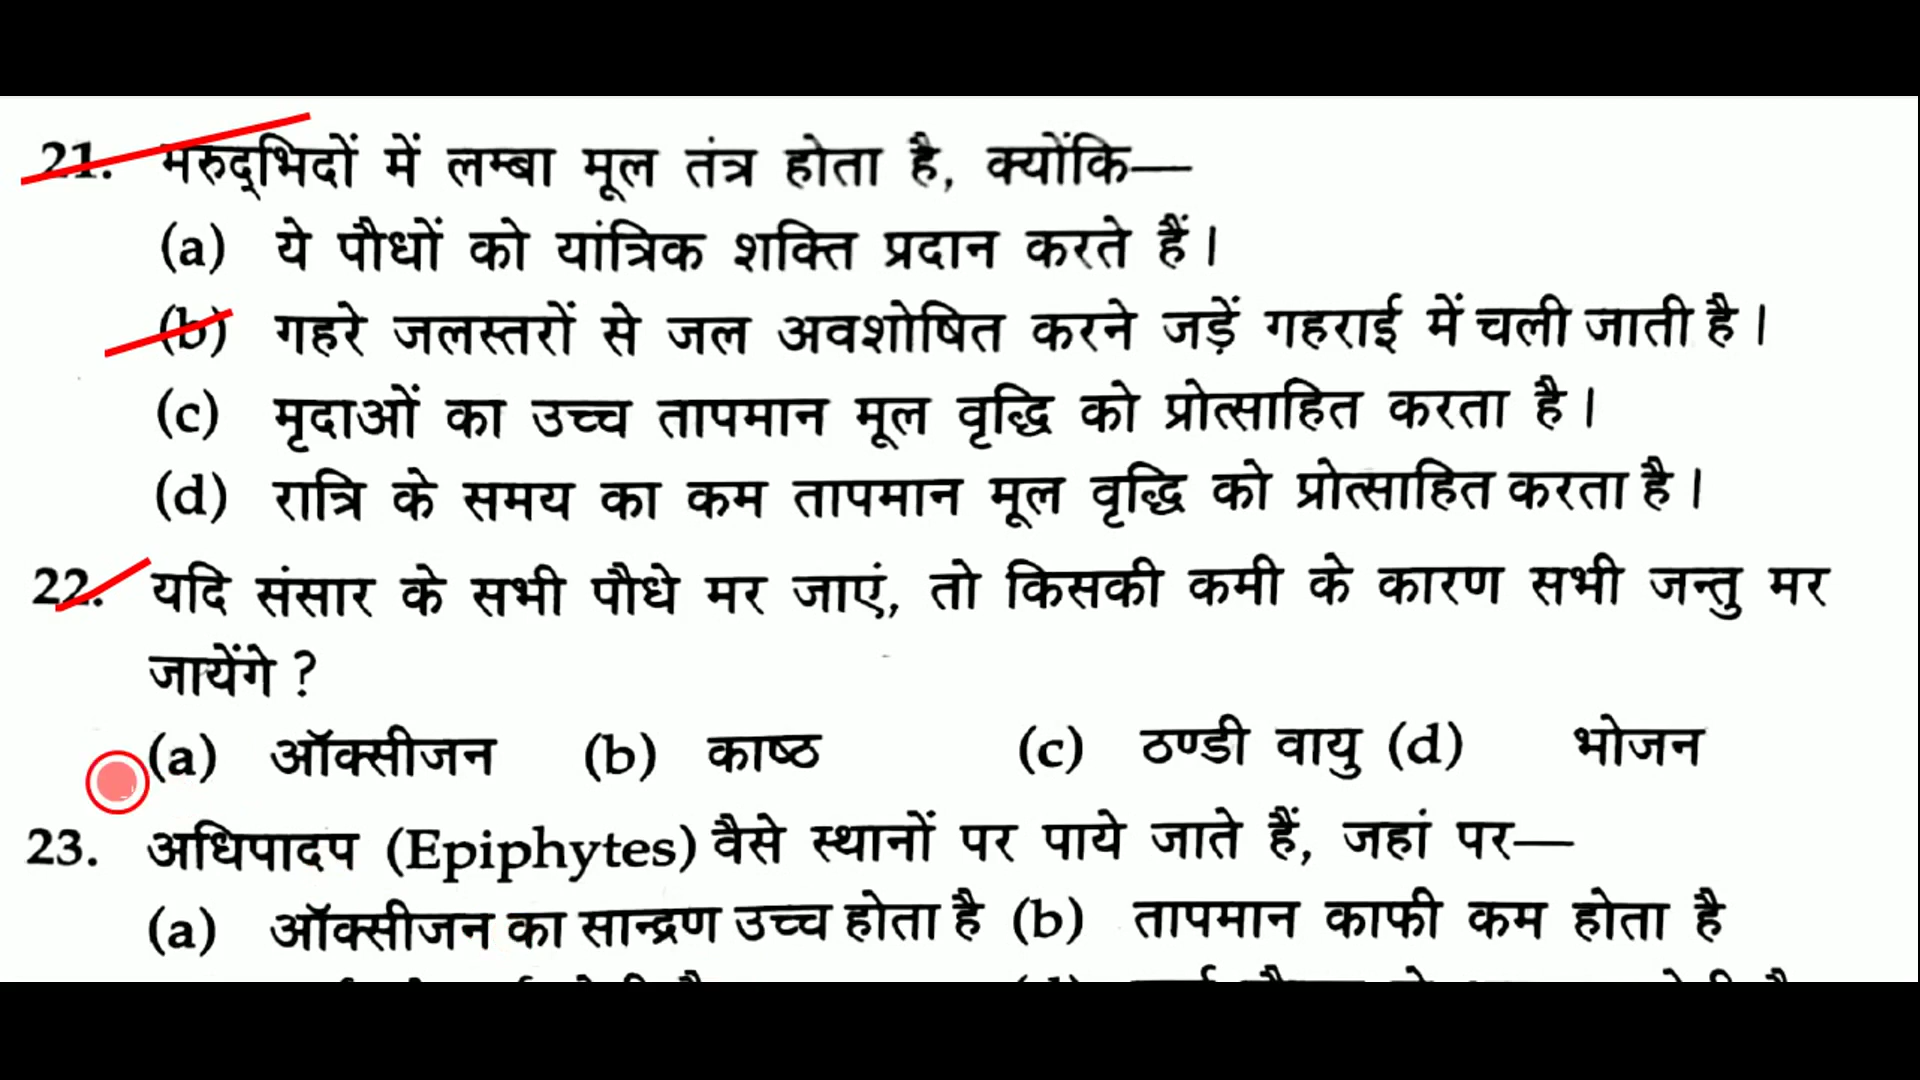 21. मरुद्भिदों में लम्बा मूल तंत्र होता है, क्योंकि—
(a) ये पौधों को यांत्रिक शक्ति प्रदान करते हैं।
(b) गहरे जलस्तरों से जल अवशोषित करने जड़ें गहराई में चली जाती है।
(c) मृदाओं का उच्च तापमान मूल वृद्धि को प्रोत्साहित करता है।
(d) रात्रि के समय का कम तापमान मूल वृद्धि को प्रोत्साहित करता है।
22. यदि संसार के सभी पौधे मर जाएं, तो किसकी कमी के कारण सभी जन्तु मर
जायेंगे ?
(a) ऑक्सीजन (b) काष्ठ (c) ठण्डी वायु (d) भोजन
23. अधिपादप (Epiphytes) वैसे स्थानों पर पाये जाते हैं, जहां पर—
(a) ऑक्सीजन का सान्द्रण उच्च होता है (b) तापमान काफी कम होता है